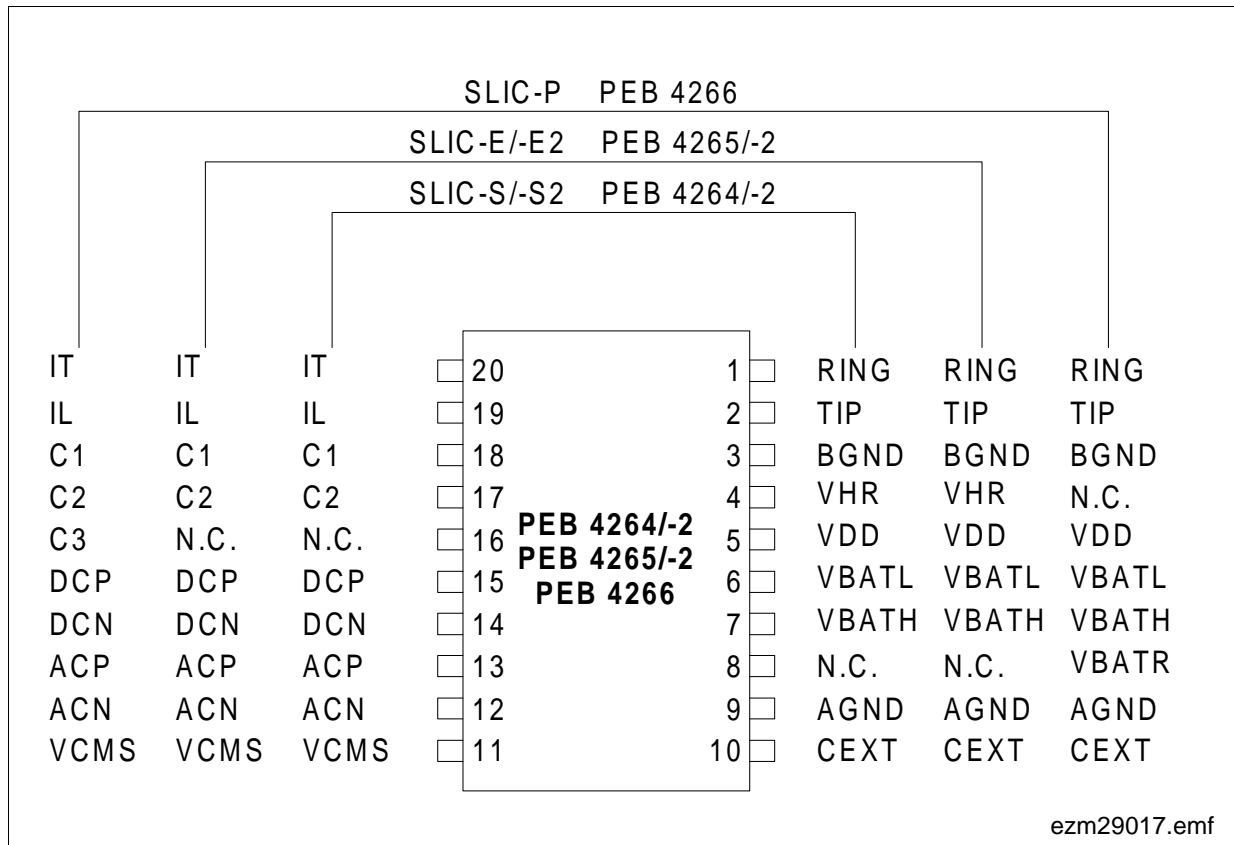 SLIC-P PEB 4266
SLIC-E/-E2 PEB 4265/-2
SLIC-S/-S2 PEB 4264/-2
IT IT IT 20 1 RING RING RING
IL IL IL 19 2 TIP TIP TIP
C1 C1 C1 18 3 BGND BGND BGND
C2 C2 C2 17 4 VHR VHR N.C.
PEB 4264/-2
C3 N.C. N.C. 16 5 VDD VDD VDD
PEB 4265/-2
DCP DCP DCP 15 6 VBATL VBATL VBATL
PEB 4266
DCN DCN DCN 14 7 VBATH VBATH VBATH
ACP ACP ACP 13 8 N.C. N.C. VBATR
ACN ACN ACN 12 9 AGND AGND AGND
VCMS VCMS VCMS 11 10 CEXT CEXT CEXT
ezm29017.emf